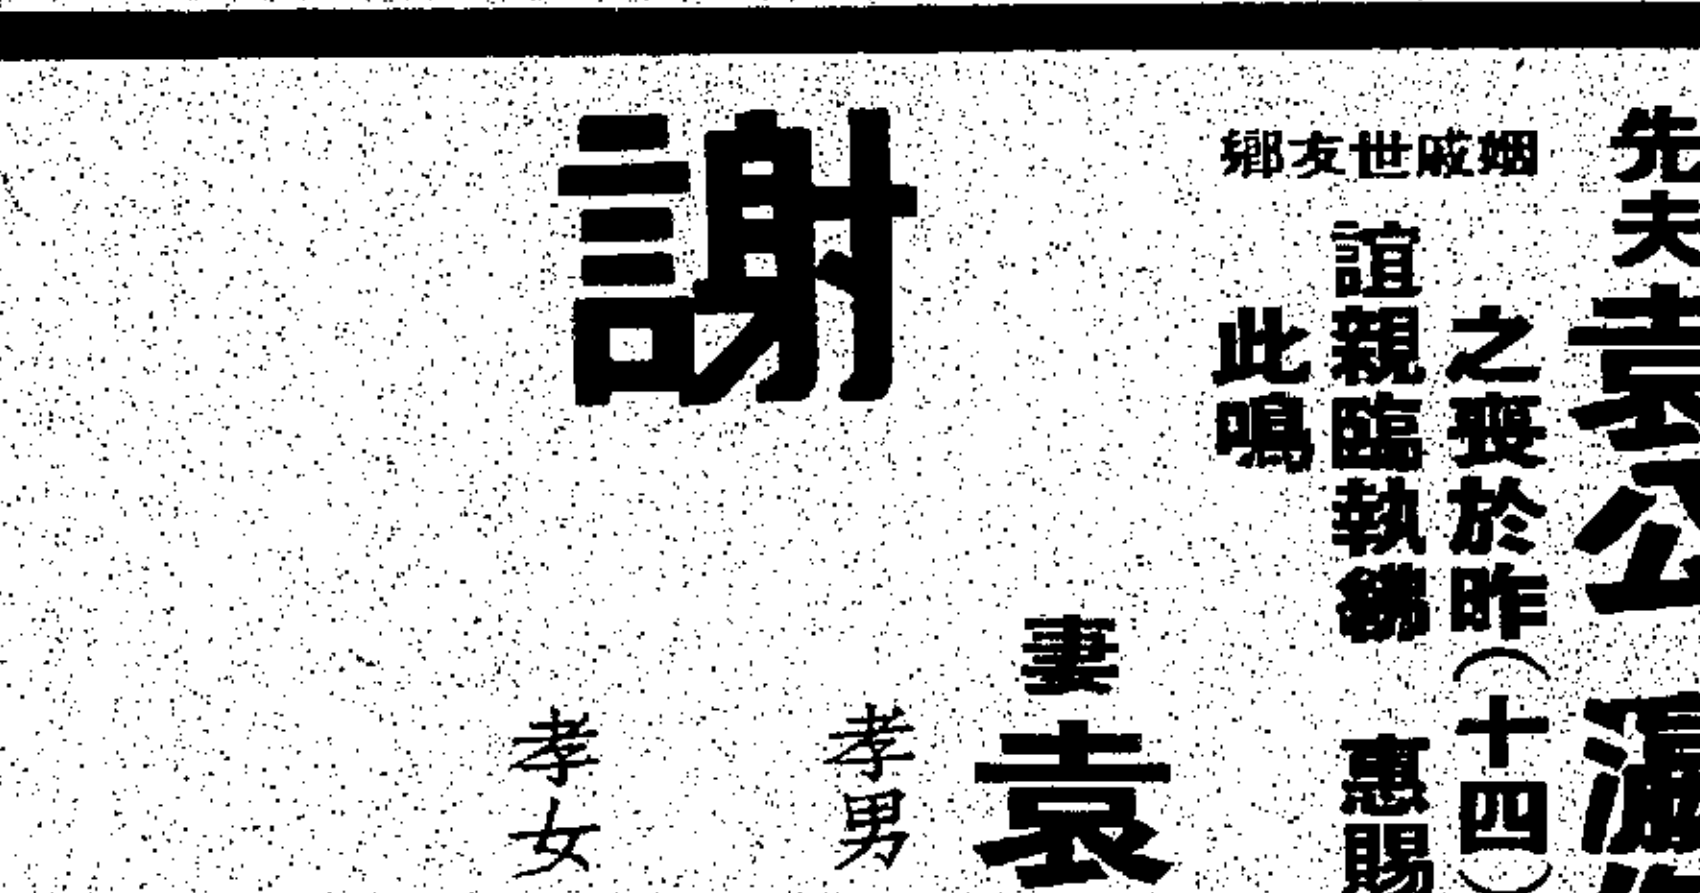 先夫袁公
之喪於昨(十四)
姻戚世友鄉
誼親臨執紼 惠賜
此鳴
謝
妻袁
孝男
孝女